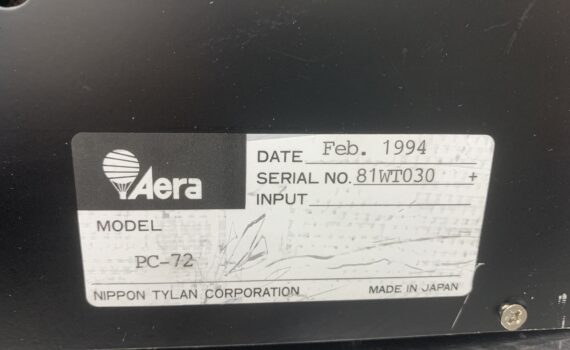 Aera
DATE Feb. 1994
SERIAL NO. 81WT030 +
INPUT
MODEL
PC-72
NIPPON TYLAN CORPORATION MADE IN JAPAN